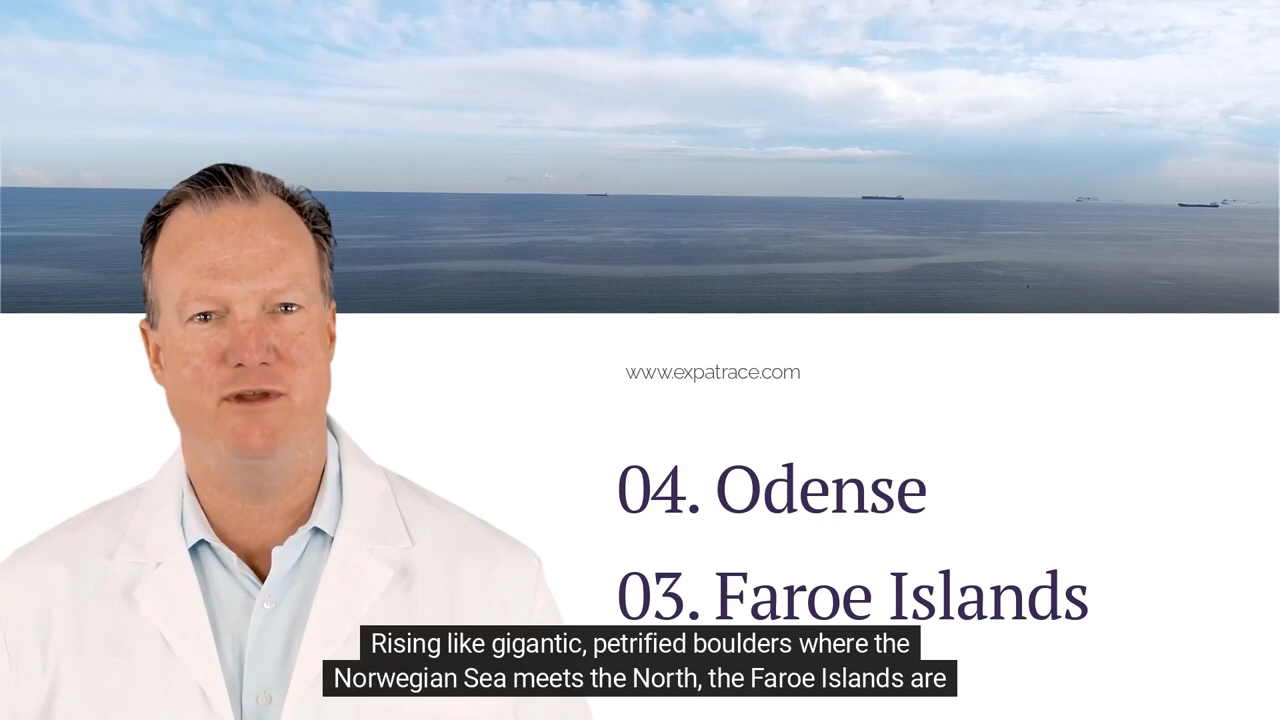 www.expatrace.com
04. Odense
03. Faroe Islands
Rising like gigantic, petrified boulders where the
Norwegian Sea meets the North, the Faroe Islands are